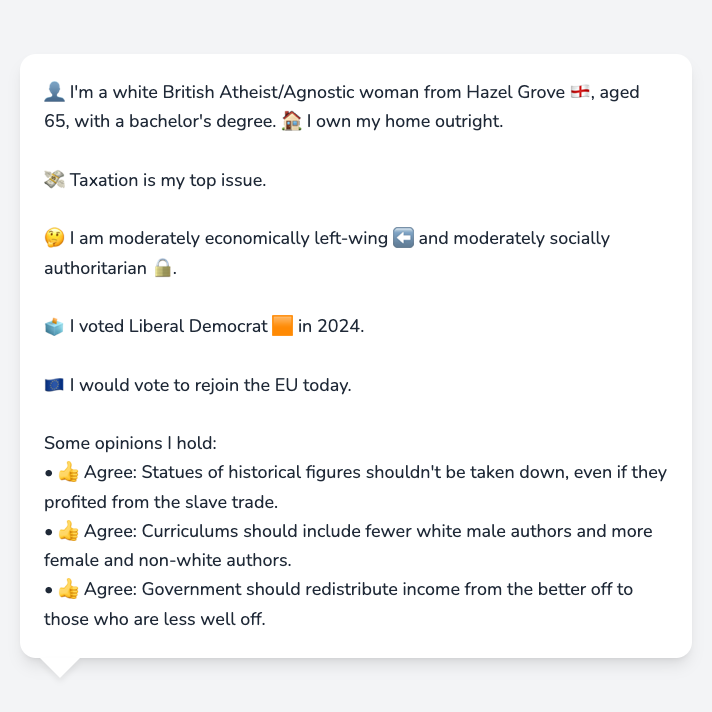 👤 I'm a white British Atheist/Agnostic woman from Hazel Grove 🏴󠁧󠁢󠁥󠁮󠁧󠁿, aged
65, with a bachelor's degree. 🏠 I own my home outright.
💸 Taxation is my top issue.
🤔 I am moderately economically left-wing ⬅️ and moderately socially
authoritarian 🔒.
🗳️ I voted Liberal Democrat 🟧 in 2024.
🇪🇺 I would vote to rejoin the EU today.
Some opinions I hold:
• 👍 Agree: Statues of historical figures shouldn't be taken down, even if they
profited from the slave trade.
• 👍 Agree: Curriculums should include fewer white male authors and more
female and non-white authors.
• 👍 Agree: Government should redistribute income from the better off to
those who are less well off.